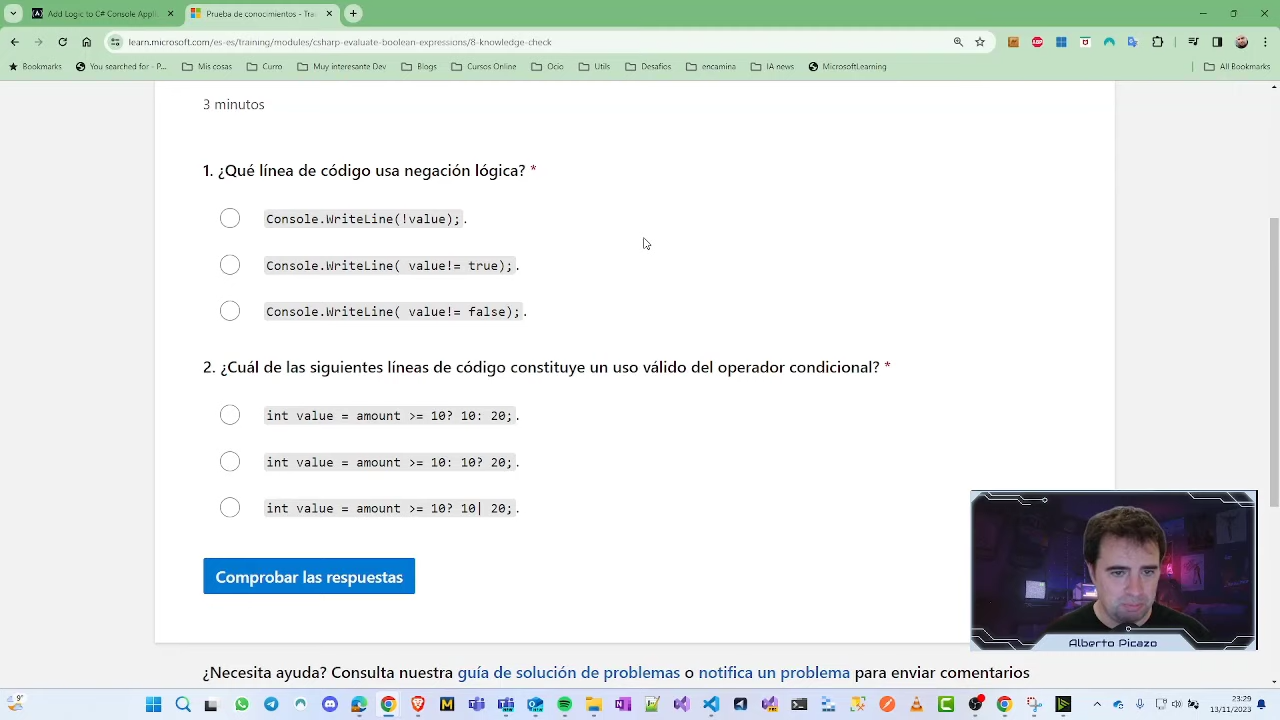 Add Logic to C# Console Appli
Prueba de conocimientos - Tra
learn.microsoft.com/es-es/training/modules/csharp-evaluate-boolean-expressions/8-knowledge-check
Bookmarks
You searched for - P...
Mis cosas
Curro
Muy interesante Dev
Blogs
Cursos Online
Ocio
Utils
Desafios
encamina
IA news
MicrosoftLearning
All Bookmarks
3 minutos
1. ¿Qué línea de código usa negación lógica? *
Console.WriteLine(!value);.
Console.WriteLine( value!= true);.
Console.WriteLine( value!= false);.
2. ¿Cuál de las siguientes líneas de código constituye un uso válido del operador condicional? *
int value = amount >= 10? 10: 20;.
int value = amount >= 10: 10? 20;.
int value = amount >= 10? 10| 20;.
Comprobar las respuestas
Alberto Picazo
¿Necesita ayuda? Consulta nuestra guía de solución de problemas o notifica un problema para enviar comentarios
9°
23:29
13/11/2023